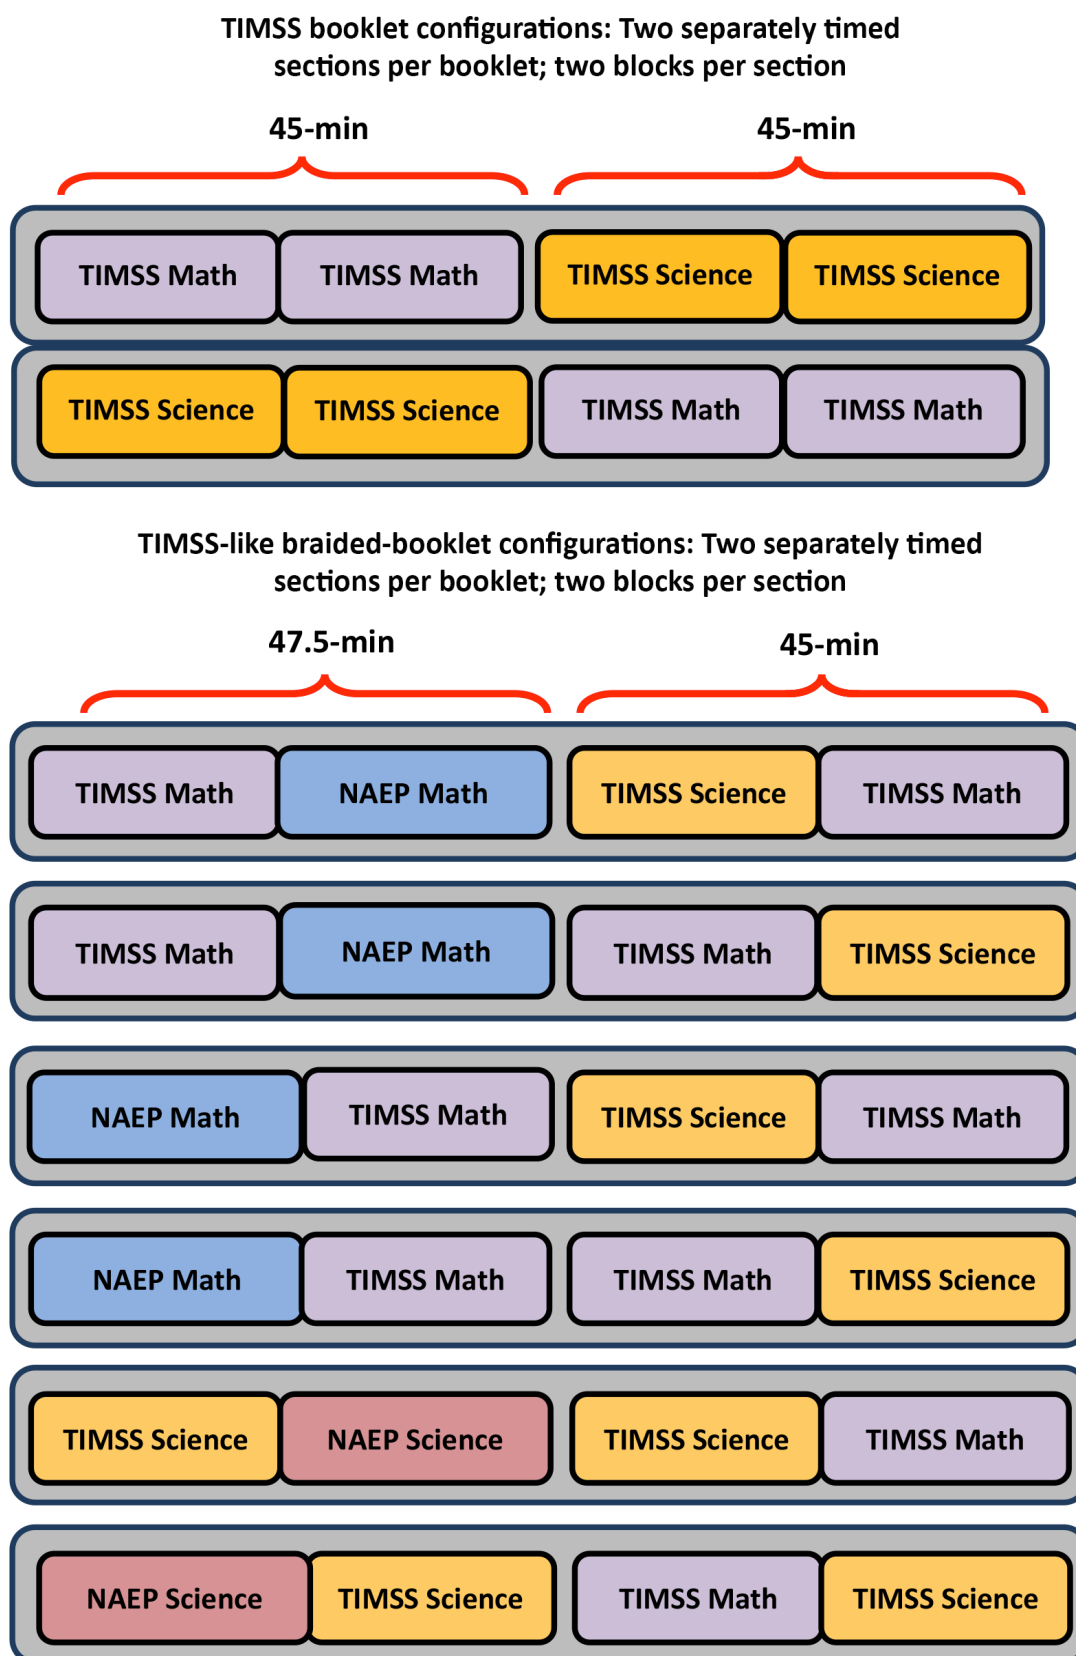 TIMSS booklet configurations: Two separately timed
sections per booklet; two blocks per section
45-min 45-min
TIMSS Math TIMSS Math TIMSS Science TIMSS Science
TIMSS Science TIMSS Science TIMSS Math TIMSS Math
TIMSS-like braided-booklet configurations: Two separately timed
sections per booklet; two blocks per section
47.5-min 45-min
TIMSS Math NAEP Math TIMSS Science TIMSS Math
TIMSS Math NAEP Math TIMSS Math TIMSS Science
NAEP Math TIMSS Math TIMSS Science TIMSS Math
NAEP Math TIMSS Math TIMSS Math TIMSS Science
TIMSS Science NAEP Science TIMSS Science TIMSS Math
NAEP Science TIMSS Science TIMSS Math TIMSS Science